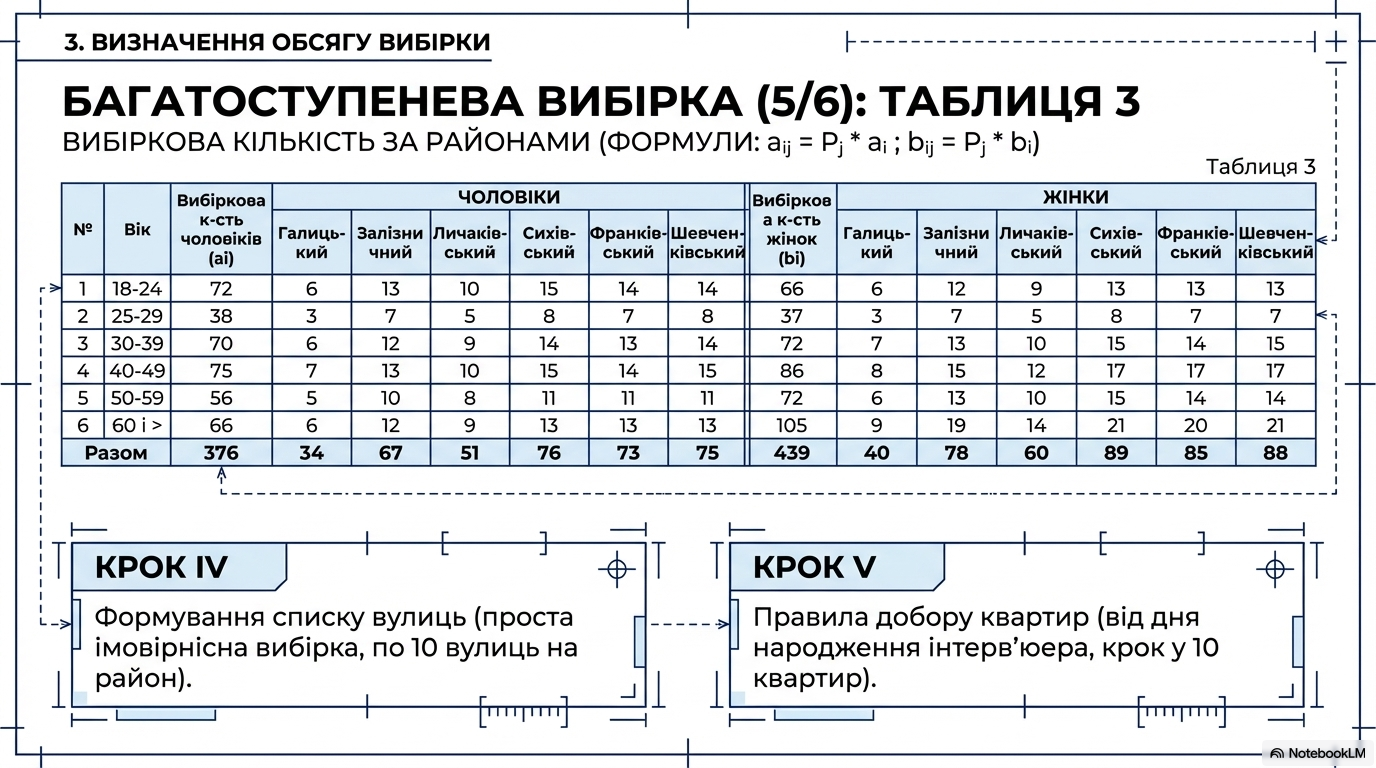 3. ВИЗНАЧЕННЯ ОБСЯГУ ВИБІРКИ
БАГАТОСТУПЕНЕВА ВИБІРКА (5/6): ТАБЛИЦЯ 3
ВИБІРКОВА КІЛЬКІСТЬ ЗА РАЙОНАМИ (ФОРМУЛИ: aᵢⱼ = Pⱼ * aᵢ ; bᵢⱼ = Pⱼ * bᵢ)
Таблиця 3
№ Вік Вибіркова к-сть чоловіків (ai) ЧОЛОВІКИ Вибірков а к-сть жінок (bi) ЖІНКИ
Галиць-кий Залізни чний Личаків-ський Сихів-ський Франків-ський Шевчен-ківський Галиць-кий Залізни чний Личаків-ський Сихів-ський Франків-ський Шевчен-ківський
1 18-24 72 6 13 10 15 14 14 66 6 12 9 13 13 13
2 25-29 38 3 7 5 8 7 8 37 3 7 5 8 7 7
3 30-39 70 6 12 9 14 13 14 72 7 13 10 15 14 15
4 40-49 75 7 13 10 15 14 15 86 8 15 12 17 17 17
5 50-59 56 5 10 8 11 11 11 72 6 13 10 15 14 14
6 60 і > 66 6 12 9 13 13 13 105 9 19 14 21 20 21
Разом 376 34 67 51 76 73 75 439 40 78 60 89 85 88
КРОК IV
Формування списку вулиць (проста
імовірнісна вибірка, по 10 вулиць на
район).
КРОК V
Правила добору квартир (від дня
народження інтерв’юера, крок у 10
квартир).
NotebookLM